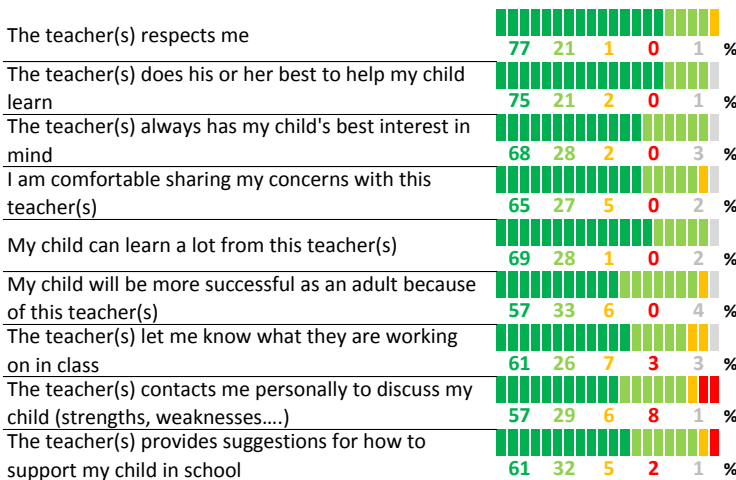 The teacher(s) respects me
77 21 1 0 1 %
The teacher(s) does his or her best to help my child
learn
75 21 2 0 1 %
The teacher(s) always has my child's best interest in
mind
68 28 2 0 3 %
I am comfortable sharing my concerns with this
teacher(s)
65 27 5 0 2 %
My child can learn a lot from this teacher(s)
69 28 1 0 2 %
My child will be more successful as an adult because
of this teacher(s)
57 33 6 0 4 %
The teacher(s) let me know what they are working
on in class
61 26 7 3 3 %
The teacher(s) contacts me personally to discuss my
child (strengths, weaknesses....)
57 29 6 8 1 %
The teacher(s) provides suggestions for how to
support my child in school
61 32 5 2 1 %